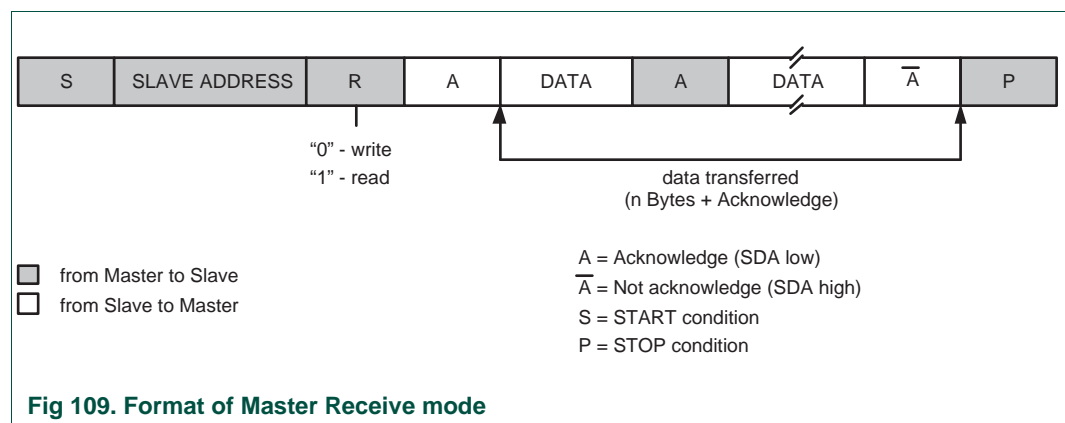 S SLAVE ADDRESS R A DATA A DATA A̅ P
“0” - write
“1” - read
data transferred
(n Bytes + Acknowledge)
from Master to Slave
from Slave to Master
A = Acknowledge (SDA low)
A̅ = Not acknowledge (SDA high)
S = START condition
P = STOP condition
Fig 109. Format of Master Receive mode